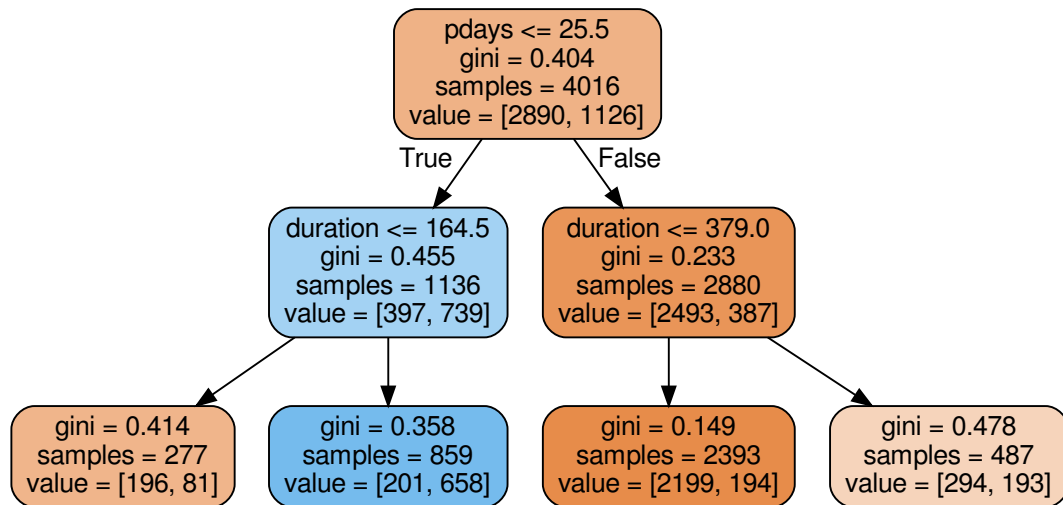 pdays <= 25.5
gini = 0.404
samples = 4016
value = [2890, 1126]
True
False
duration <= 164.5
gini = 0.455
samples = 1136
value = [397, 739]
duration <= 379.0
gini = 0.233
samples = 2880
value = [2493, 387]
gini = 0.414
samples = 277
value = [196, 81]
gini = 0.358
samples = 859
value = [201, 658]
gini = 0.149
samples = 2393
value = [2199, 194]
gini = 0.478
samples = 487
value = [294, 193]